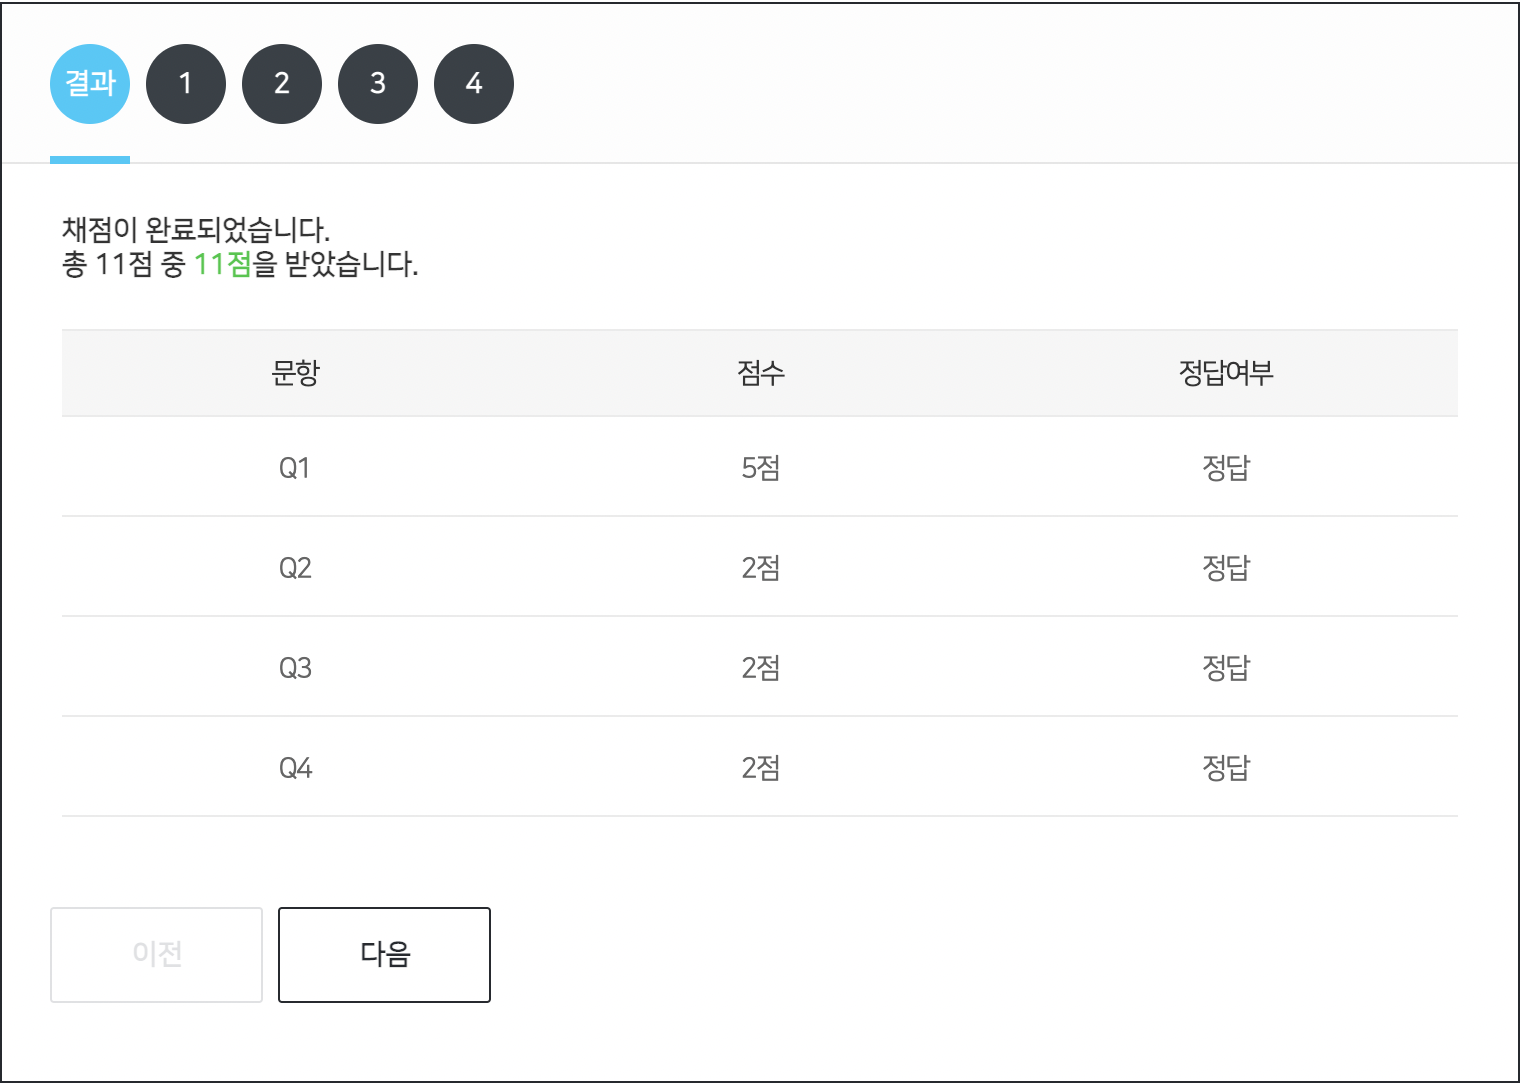 결과 1 2 3 4
채점이 완료되었습니다.
총 11점 중 11점을 받았습니다.
문항 점수 정답여부
Q1 5점 정답
Q2 2점 정답
Q3 2점 정답
Q4 2점 정답
이전 다음